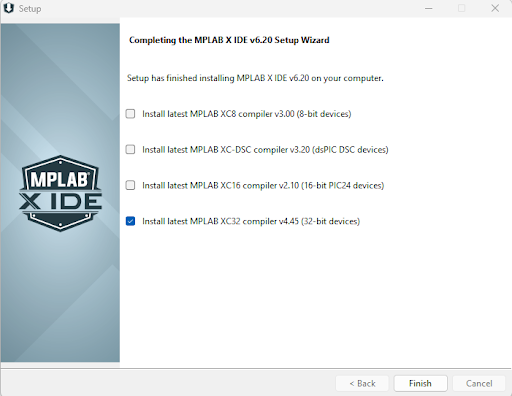 Setup
Completing the MPLAB X IDE v6.20 Setup Wizard
Setup has finished installing MPLAB X IDE v6.20 on your computer.
Install latest MPLAB XC8 compiler v3.00 (8-bit devices)
Install latest MPLAB XC-DSC compiler v3.20 (dsPIC DSC devices)
Install latest MPLAB XC16 compiler v2.10 (16-bit PIC24 devices)
Install latest MPLAB XC32 compiler v4.45 (32-bit devices)
MPLAB®
X IDE
< Back
Finish
Cancel